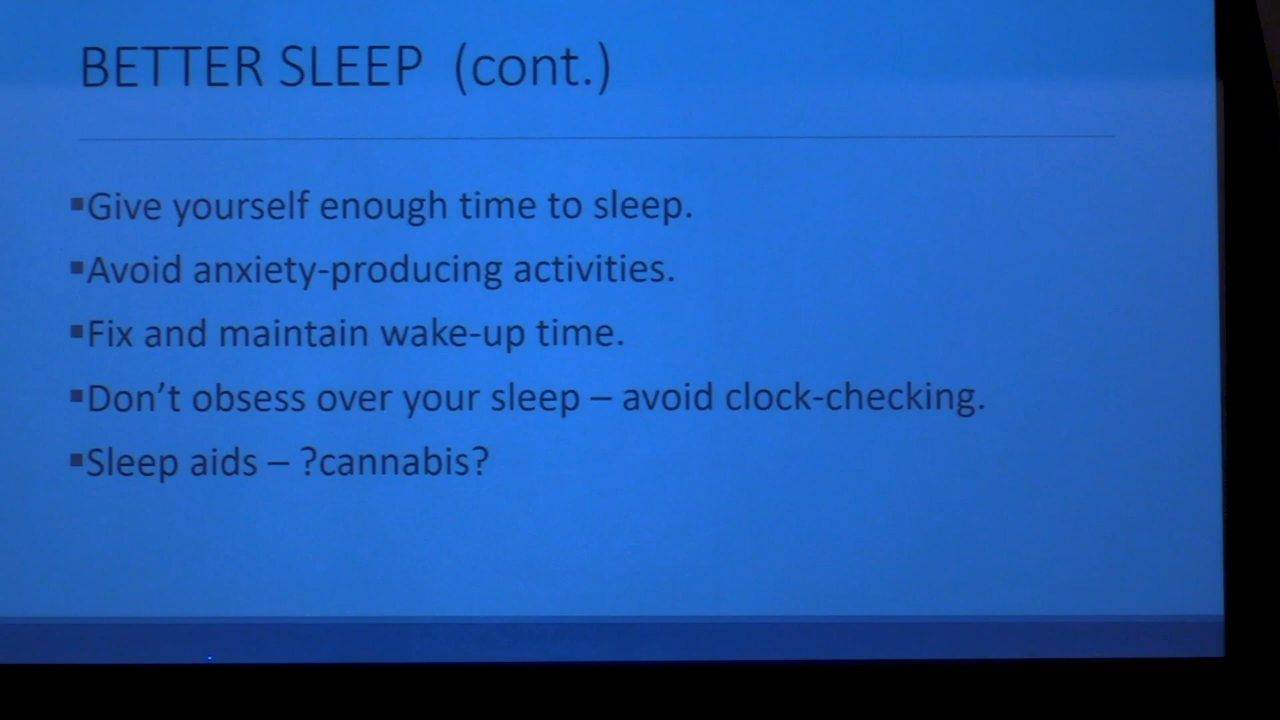 BETTER SLEEP (cont.)
▪Give yourself enough time to sleep.
▪Avoid anxiety-producing activities.
▪Fix and maintain wake-up time.
▪Don’t obsess over your sleep – avoid clock-checking.
▪Sleep aids – ?cannabis?